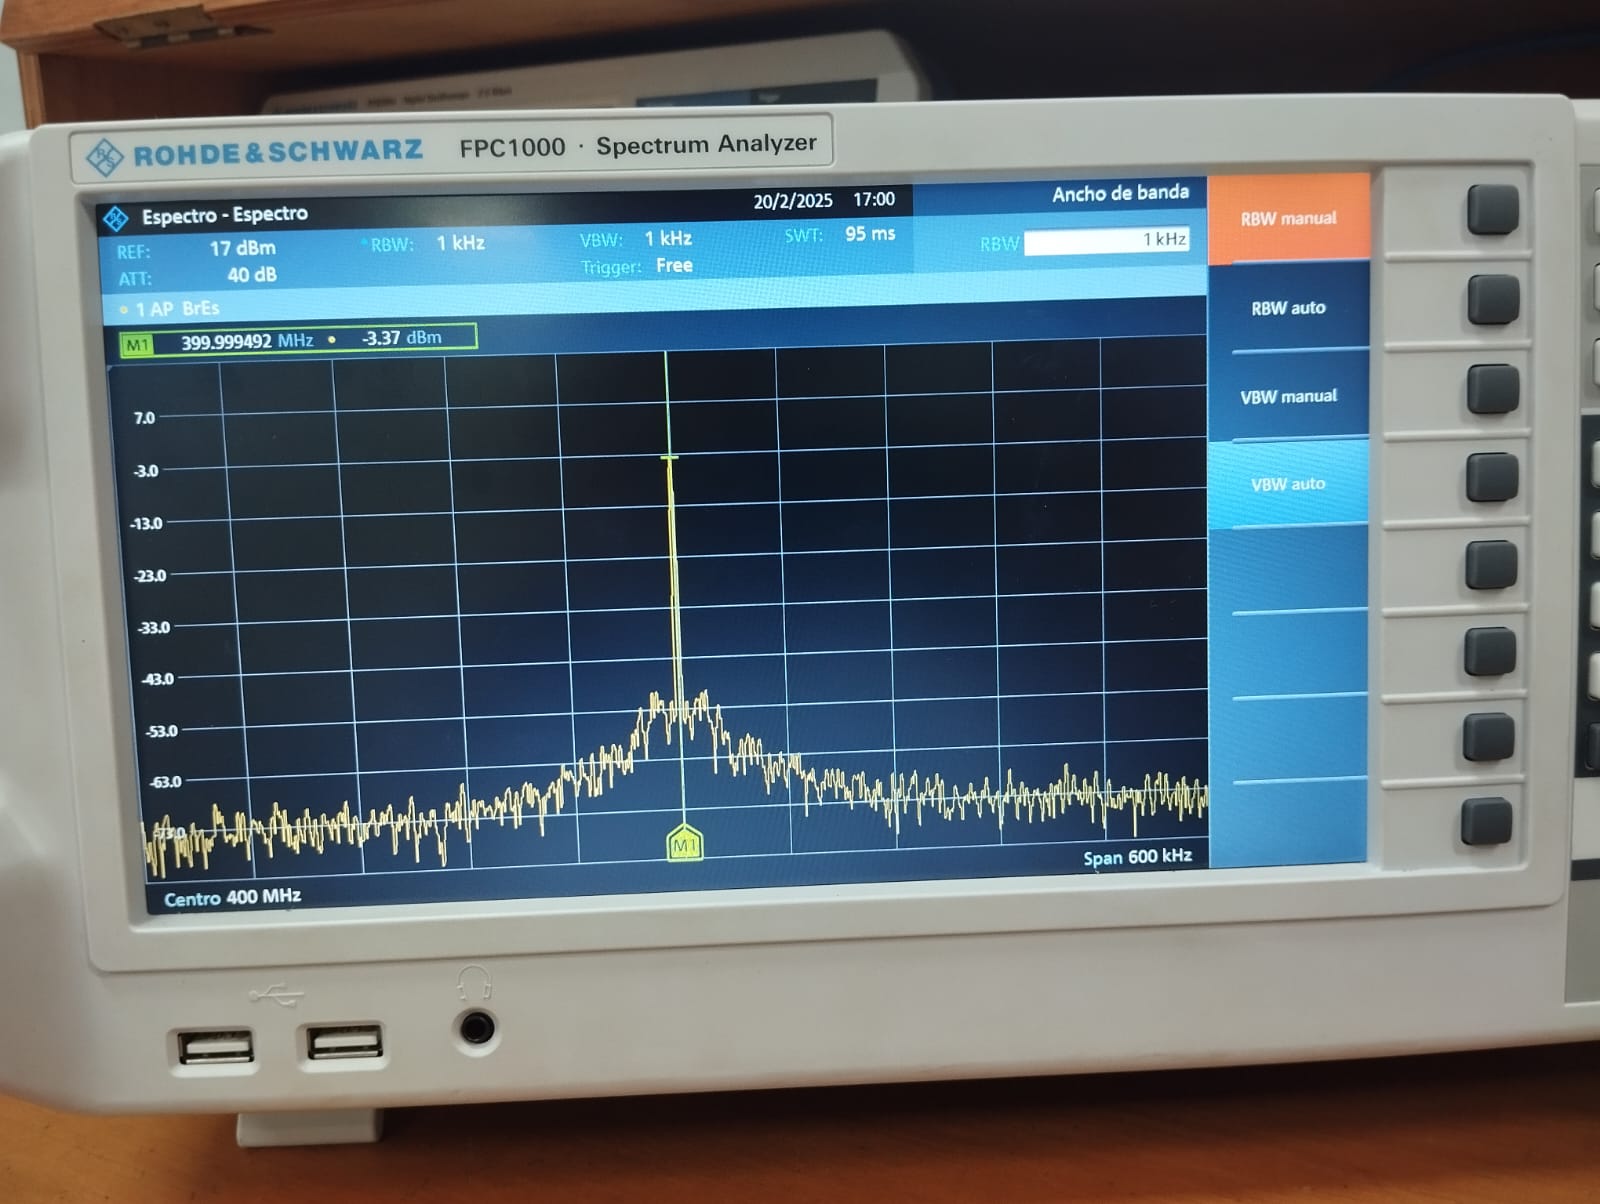 ROHDE&SCHWARZ FPC1000 · Spectrum Analyzer
Espectro - Espectro 20/2/2025 17:00 Ancho de banda
REF: 17 dBm *RBW: 1 kHz VBW: 1 kHz SWT: 95 ms RBW 1 kHz
ATT: 40 dB Trigger: Free
1 AP BrEs
M1 399.999492 MHz -3.37 dBm
7.0
-3.0
-13.0
-23.0
-33.0
-43.0
-53.0
-63.0
-73.0
M1
Centro 400 MHz Span 600 kHz
RBW manual
RBW auto
VBW manual
VBW auto